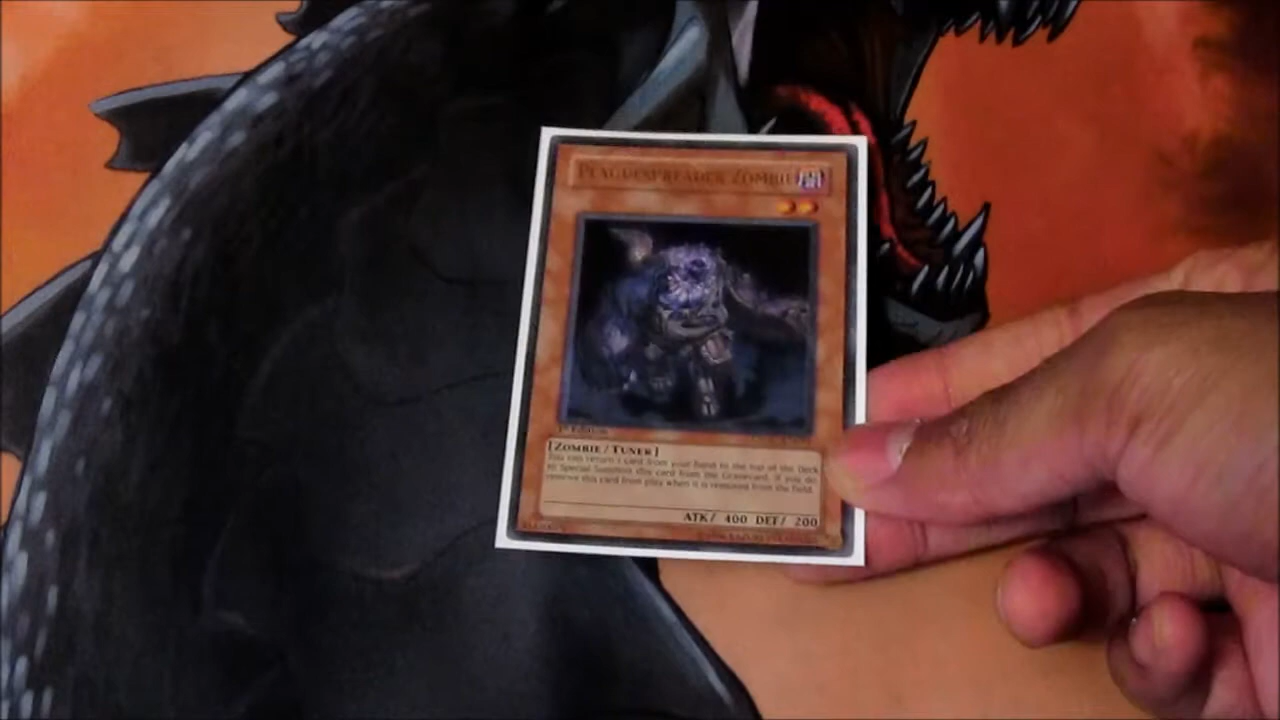 PLAGUESPREADER ZOMBIE
1st Edition
[ZOMBIE / TUNER]
You can return 1 card from your hand to the top of the Deck
to Special Summon this card from the Graveyard. If you do,
remove this card from play when it is removed from the field.
ATK/ 400 DEF/ 200